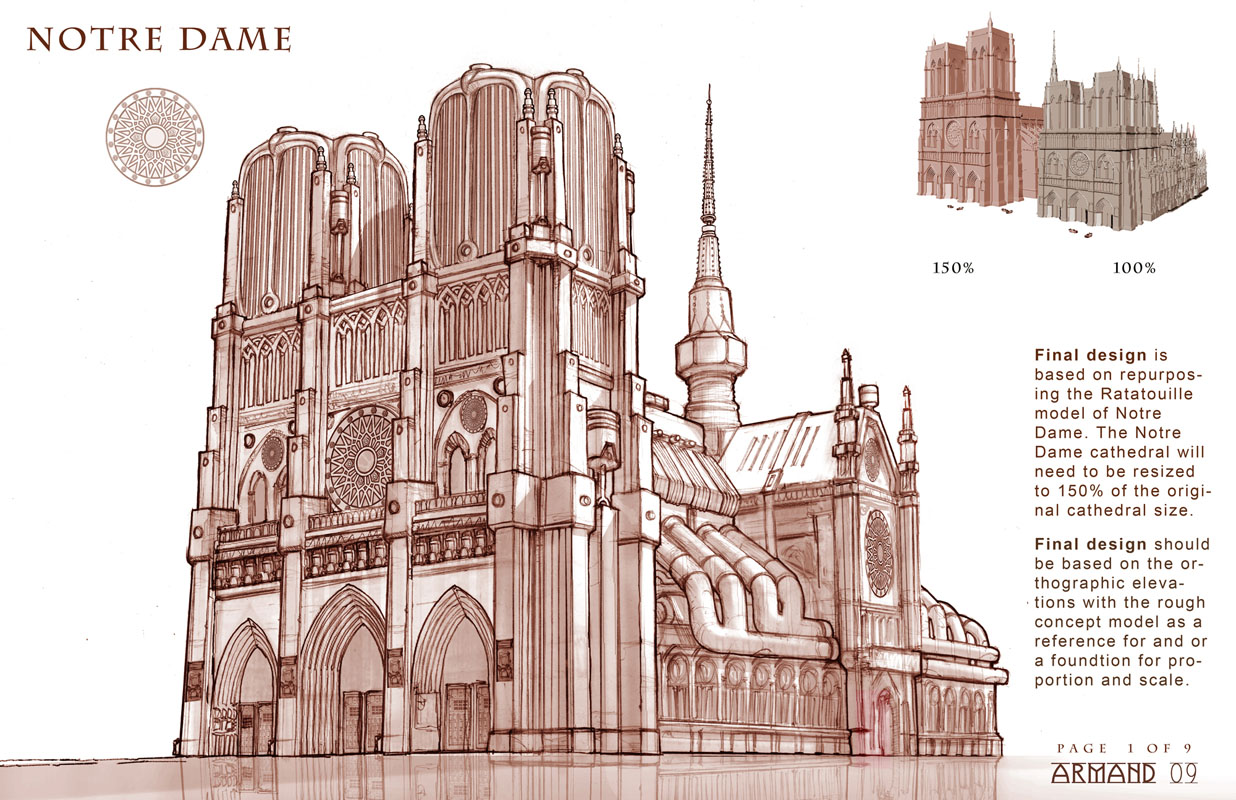 NOTRE DAME
150%
100%
Final design is
based on repurpos-
ing the Ratatouille
model of Notre
Dame. The Notre
Dame cathedral will
need to be resized
to 150% of the origi-
nal cathedral size.
Final design should
be based on the or-
thographic eleva-
tions with the rough
concept model as a
reference for and or
a foundtion for pro-
portion and scale.
PAGE 1 OF 9
ARMAND 09